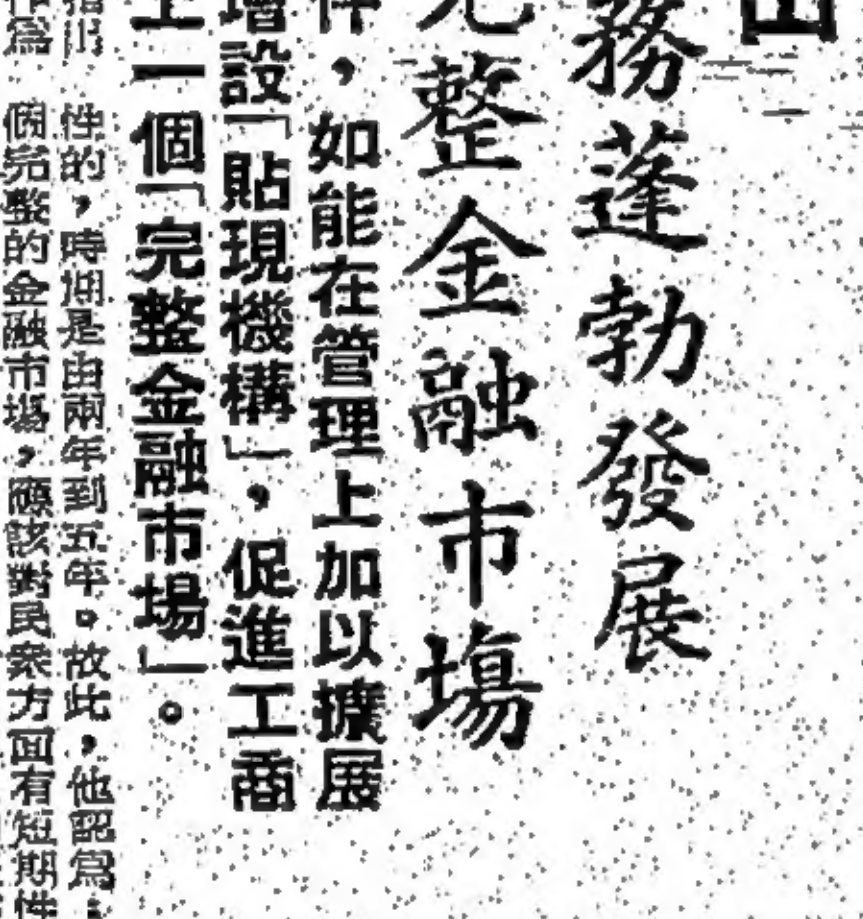 務蓬勃發展
整金融市場
件，如能在管理上加以擴展
增設「貼現機構」，促進工商
上一個「完整金融市場」。
性的，時期是由兩年到五年。故此，他認爲：
個完整的金融市場，應該對民衆方面有短期性